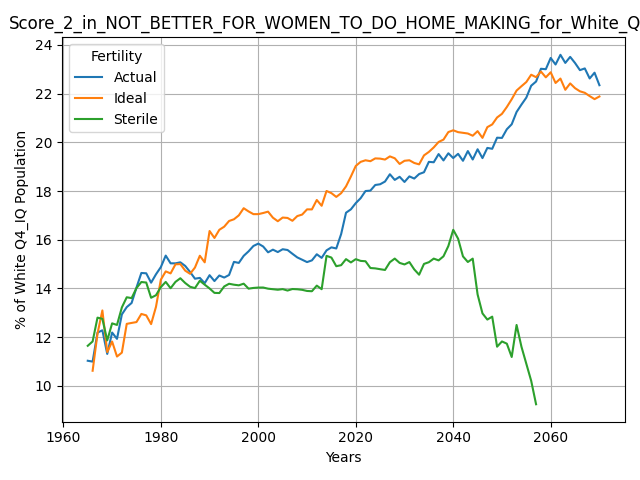 Score_2_in_NOT_BETTER_FOR_WOMEN_TO_DO_HOME_MAKING_for_White_Q
Fertility
Actual
Ideal
Sterile
% of White Q4_IQ Population
24
22
20
18
16
14
12
10
1960
1980
2000
2020
2040
2060
Years